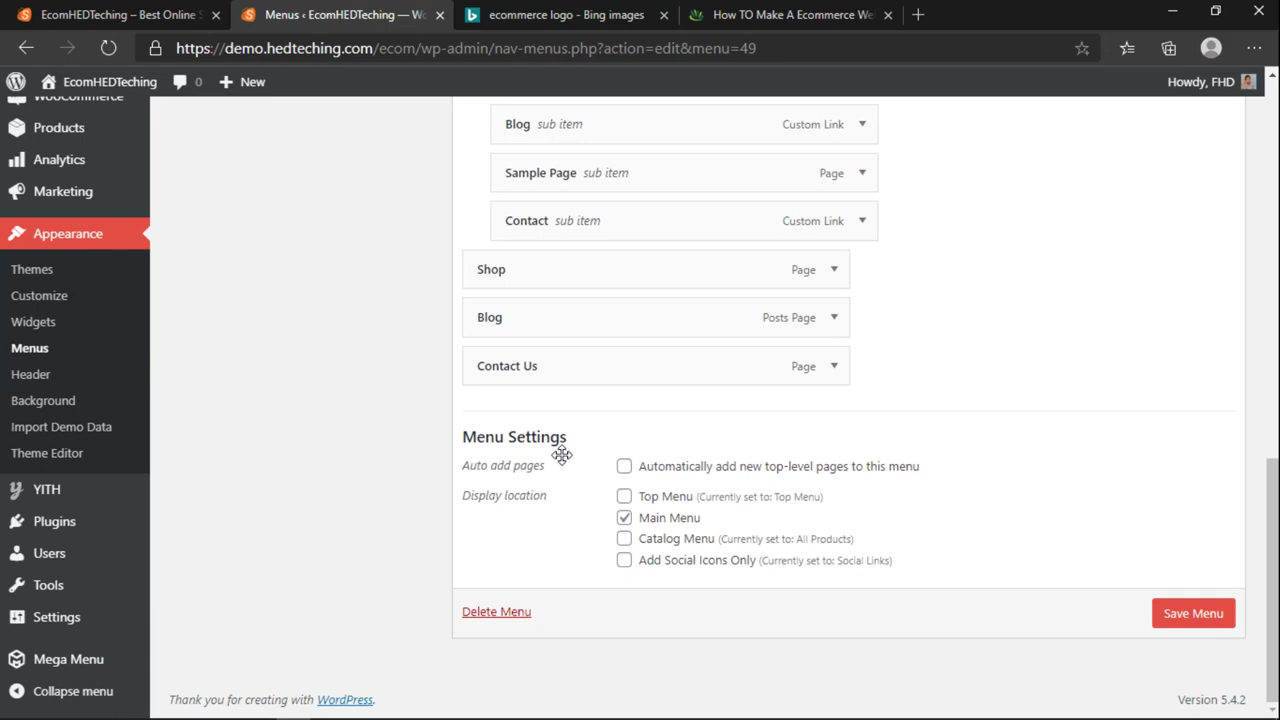 EcomHEDTeching – Best Online S
Menus ‹ EcomHEDTeching — Wo
ecommerce logo - Bing images
How TO Make A Ecommerce We
https://demo.hedteching.com/ecom/wp-admin/nav-menus.php?action=edit&menu=49
EcomHEDTeching
0
New
Howdy, FHD
WooCommerce
Products
Analytics
Marketing
Appearance
Themes
Customize
Widgets
Menus
Header
Background
Import Demo Data
Theme Editor
YITH
Plugins
Users
Tools
Settings
Mega Menu
Collapse menu
Blog sub item Custom Link
Sample Page sub item Page
Contact sub item Custom Link
Shop Page
Blog Posts Page
Contact Us Page
Menu Settings
Auto add pages Automatically add new top-level pages to this menu
Display location Top Menu (Currently set to: Top Menu)
Main Menu
Catalog Menu (Currently set to: All Products)
Add Social Icons Only (Currently set to: Social Links)
Delete Menu
Save Menu
Thank you for creating with WordPress.
Version 5.4.2